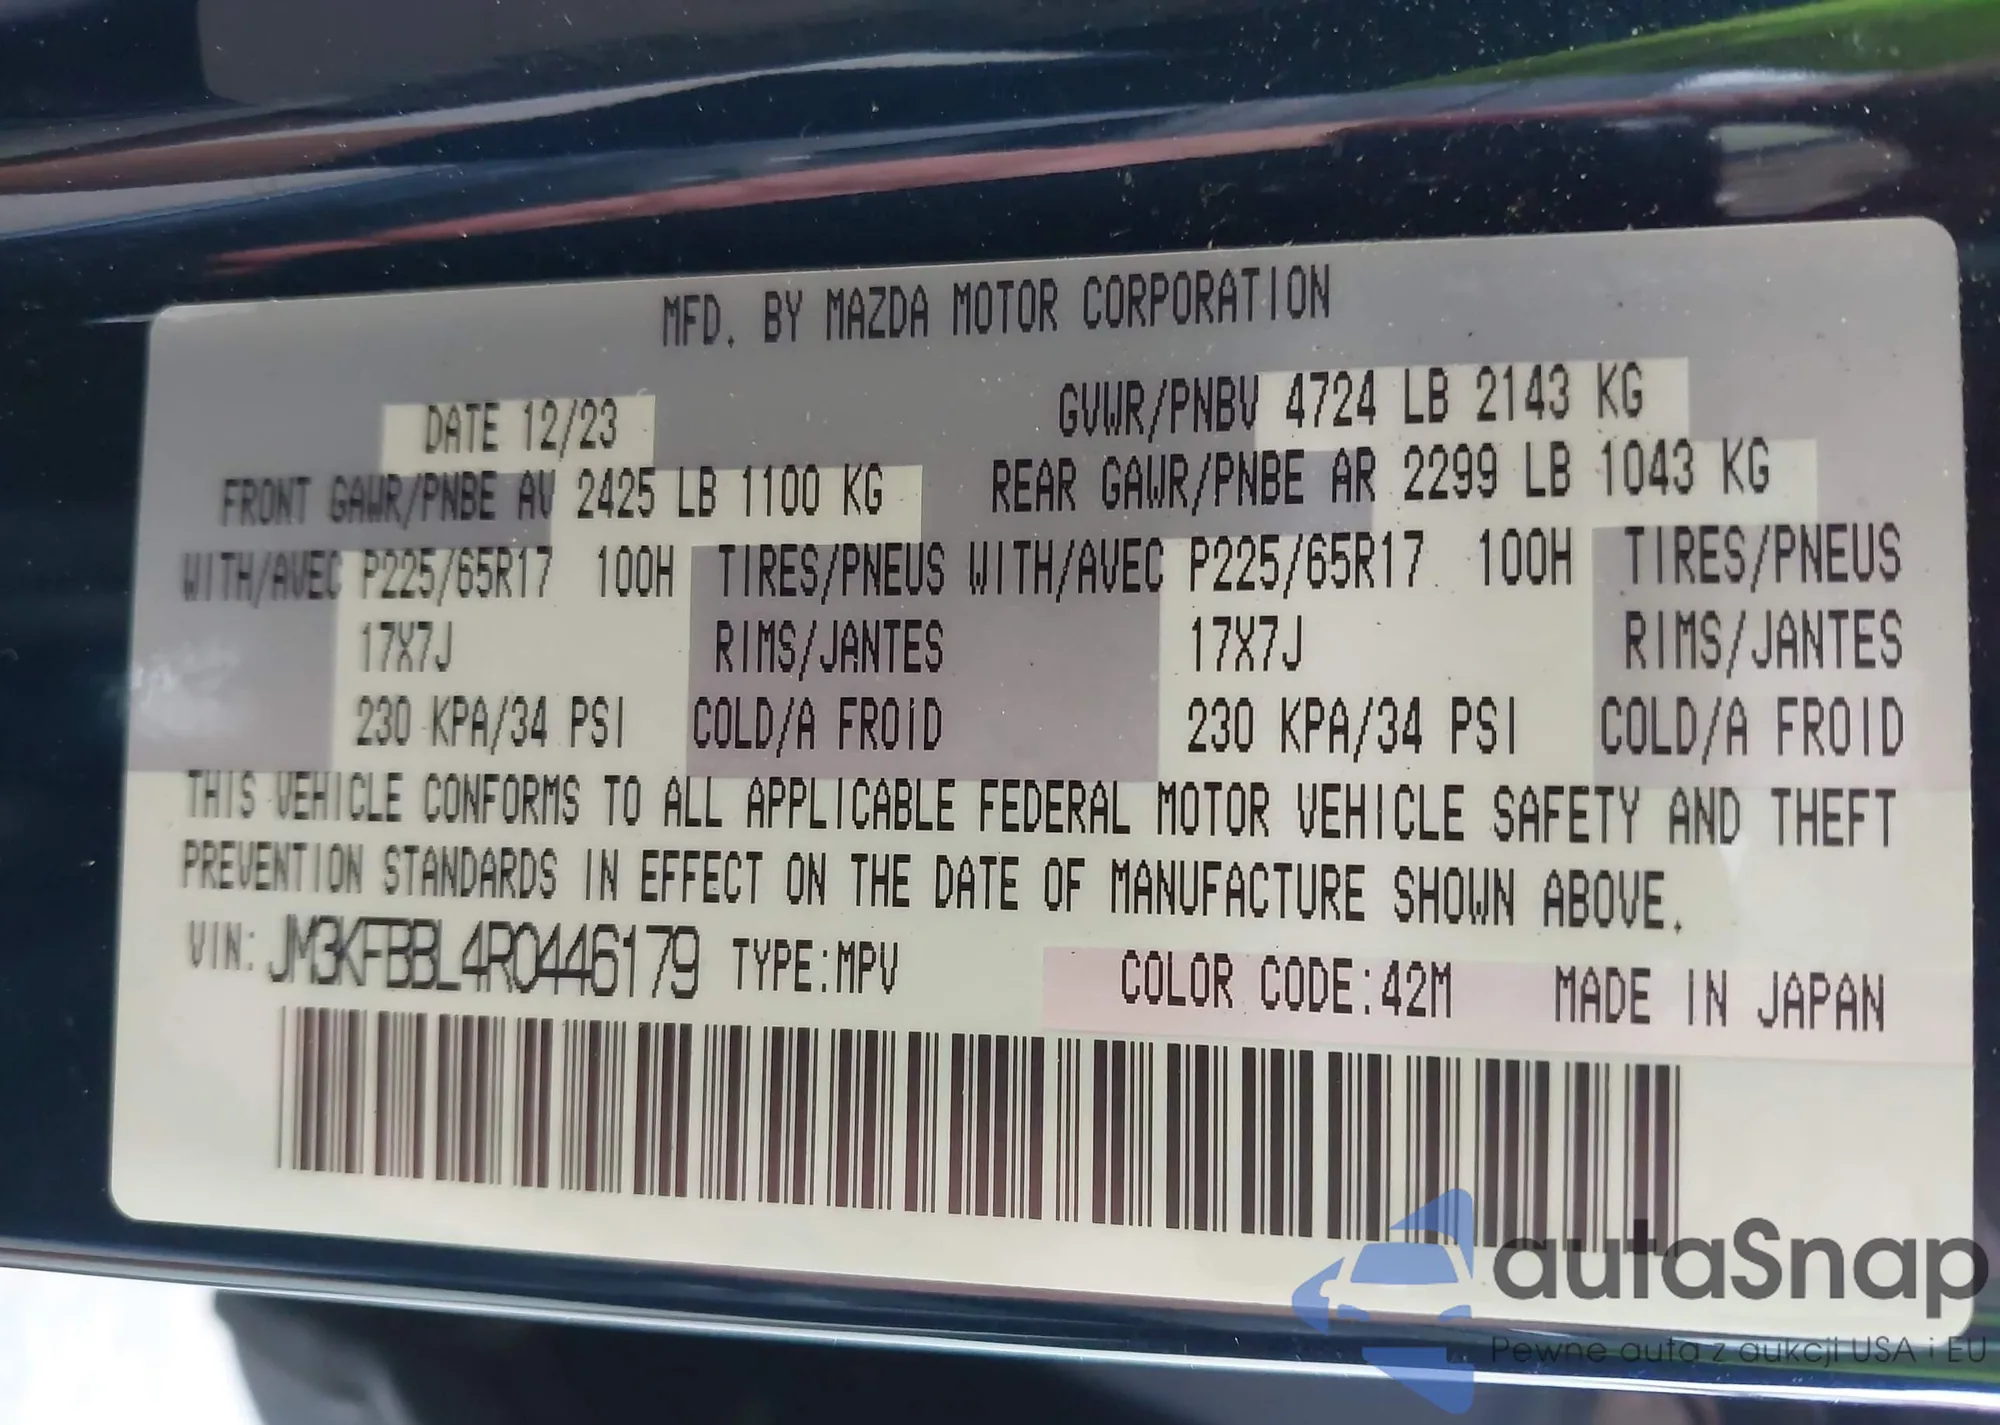 MFD. BY MAZDA MOTOR CORPORATION
DATE 12/23
GVWR/PNBV 4724 LB 2143 KG
FRONT GAWR/PNBE AV 2425 LB 1100 KG
REAR GAWR/PNBE AR 2299 LB 1043 KG
WITH/AVEC P225/65R17 100H TIRES/PNEUS WITH/AVEC P225/65R17 100H TIRES/PNEUS
17X7J RIMS/JANTES 17X7J RIMS/JANTES
230 KPA/34 PSI COLD/A FROID 230 KPA/34 PSI COLD/A FROID
THIS VEHICLE CONFORMS TO ALL APPLICABLE FEDERAL MOTOR VEHICLE SAFETY AND THEFT
PREVENTION STANDARDS IN EFFECT ON THE DATE OF MANUFACTURE SHOWN ABOVE.
VIN: JM3KFBBL4R0446179 TYPE:MPV COLOR CODE:42M MADE IN JAPAN
autaSnap
Pewne auta z aukcji USA i EU